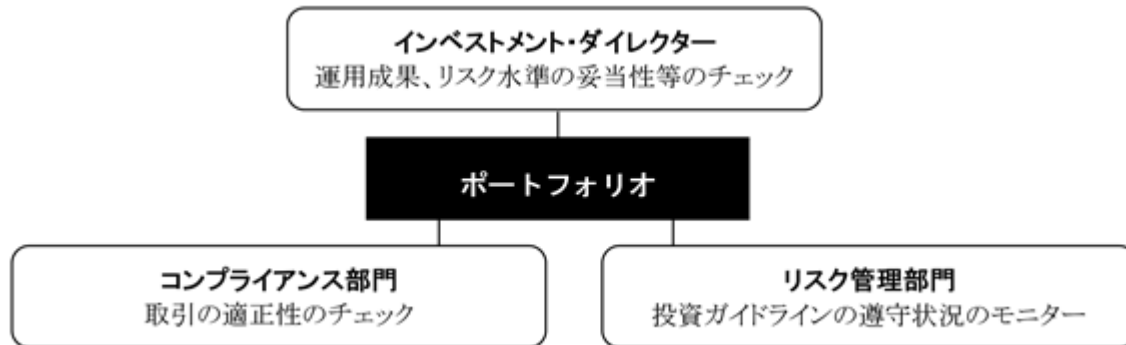 インベストメント・ダイレクター
運用成果、リスク水準の妥当性等のチェック
ポートフォリオ
コンプライアンス部門
取引の適正性のチェック
リスク管理部門
投資ガイドラインの遵守状況のモニター